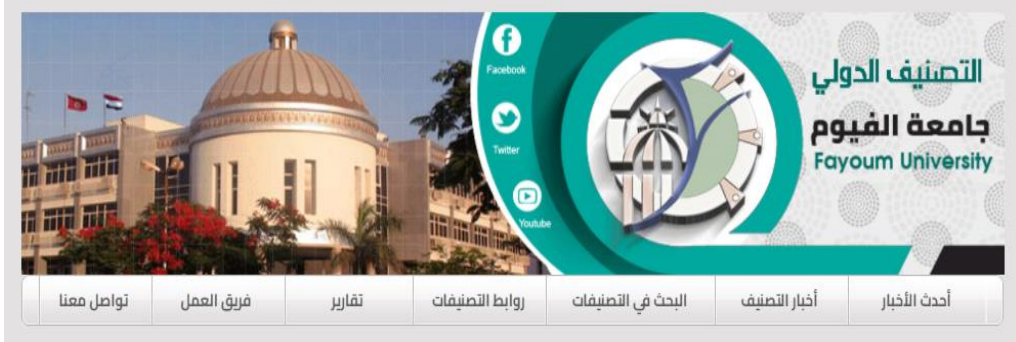 التصنيف الدولي
جامعة الفيوم
Fayoum University
Facebook
Twitter
Youtube
أحدث الأخبار
أخبار التصنيف
البحث في التصنيفات
روابط التصنيفات
تقارير
فريق العمل
تواصل معنا